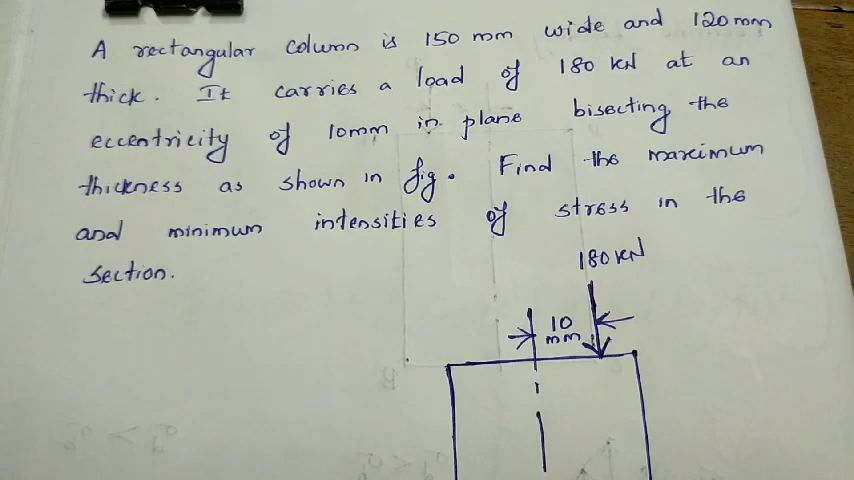 A rectangular column is 150 mm wide and 120 mm
thick. It carries a load of 180 kN at an
eccentricity of 10mm in plane bisecting the
thickness as shown in fig. Find the maximum
and minimum intensities of stress in the
section.
180 kN
10
mm